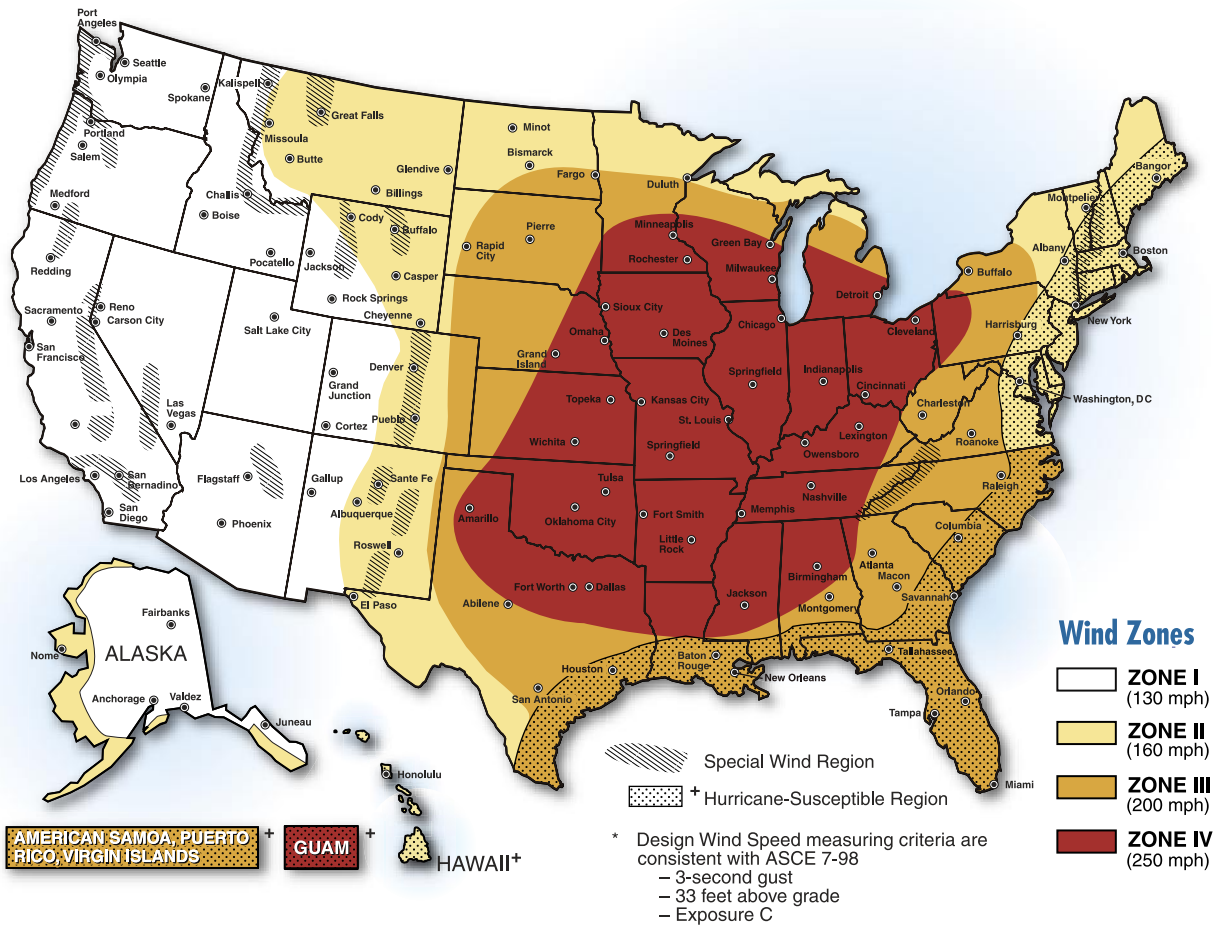 Port
Angeles
Seattle
Olympia
Spokane
Kalispell
Great Falls
Portland
Salem
Missoula
Butte
Glendive
Billings
Minot
Bismarck
Fargo
Duluth
Bangor
Montpelier
Medford
Challis
Boise
Cody
Buffalo
Rapid
City
Pierre
Minneapolis
Rochester
Green Bay
Milwaukee
Albany
Boston
Buffalo
Redding
Pocatello
Jackson
Casper
Rock Springs
Cheyenne
Sioux City
Detroit
Cleveland
New York
Harrisburg
Sacramento
Reno
Carson City
San
Francisco
Salt Lake City
Omaha
Des
Moines
Chicago
Grand
Island
Denver
Grand
Junction
Pueblo
Cortez
Las
Vegas
Topeka
Kansas City
Springfield
Indianapolis
Cincinnati
Charleston
Washington, DC
Wichita
St. Louis
Springfield
Lexington
Owensboro
Roanoke
Los Angeles
San
Bernadino
San
Diego
Flagstaff
Gallup
Sante Fe
Albuquerque
Phoenix
Roswell
El Paso
Amarillo
Tulsa
Oklahoma City
Fort Smith
Little
Rock
Memphis
Nashville
Raleigh
Columbia
Atlanta
Macon
Savannah
Birmingham
Montgomery
Jackson
Fort Worth
Dallas
Abilene
Houston
San Antonio
Baton
Rouge
New Orleans
Tallahassee
Orlando
Tampa
Miami
Fairbanks
Nome
ALASKA
Anchorage
Valdez
Juneau
Honolulu
HAWAII+
AMERICAN SAMOA, PUERTO
RICO, VIRGIN ISLANDS
+
GUAM
+
Special Wind Region
+ Hurricane-Susceptible Region
* Design Wind Speed measuring criteria are
consistent with ASCE 7-98
– 3-second gust
– 33 feet above grade
– Exposure C
Wind Zones
ZONE I
(130 mph)
ZONE II
(160 mph)
ZONE III
(200 mph)
ZONE IV
(250 mph)